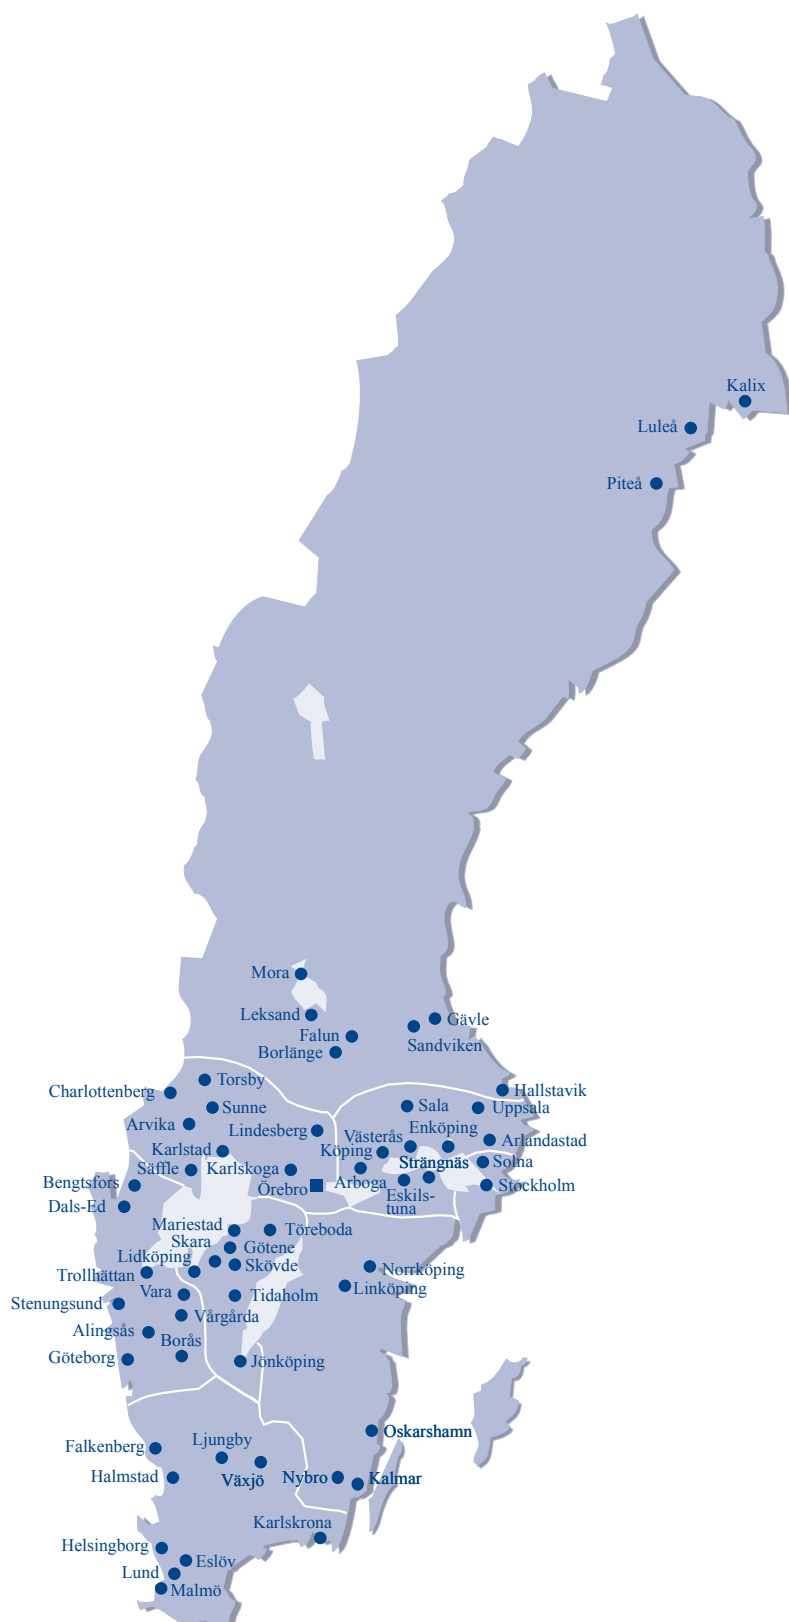 Kalix
Luleå
Piteå
Mora
Leksand
Gävle
Falun
Sandviken
Borlänge
Torsby
Charlottenberg
Hallstavik
Sunne
Sala
Uppsala
Arvika
Lindesberg
Enköping
Västerås
Arlandastad
Karlstad
Köping
Säffle
Karlskoga
Strängnäs
Solna
Bengtsfors
Örebro
Arboga
Stockholm
Eskils-
tuna
Dals-Ed
Mariestad
Töreboda
Skara
Götene
Lidköping
Skövde
Norrköping
Trollhättan
Linköping
Vara
Tidaholm
Stenungsund
Vårgårda
Alingsås
Borås
Göteborg
Jönköping
Oskarshamn
Ljungby
Falkenberg
Halmstad
Växjö
Nybro
Kalmar
Karlskrona
Helsingborg
Eslöv
Lund
Malmö